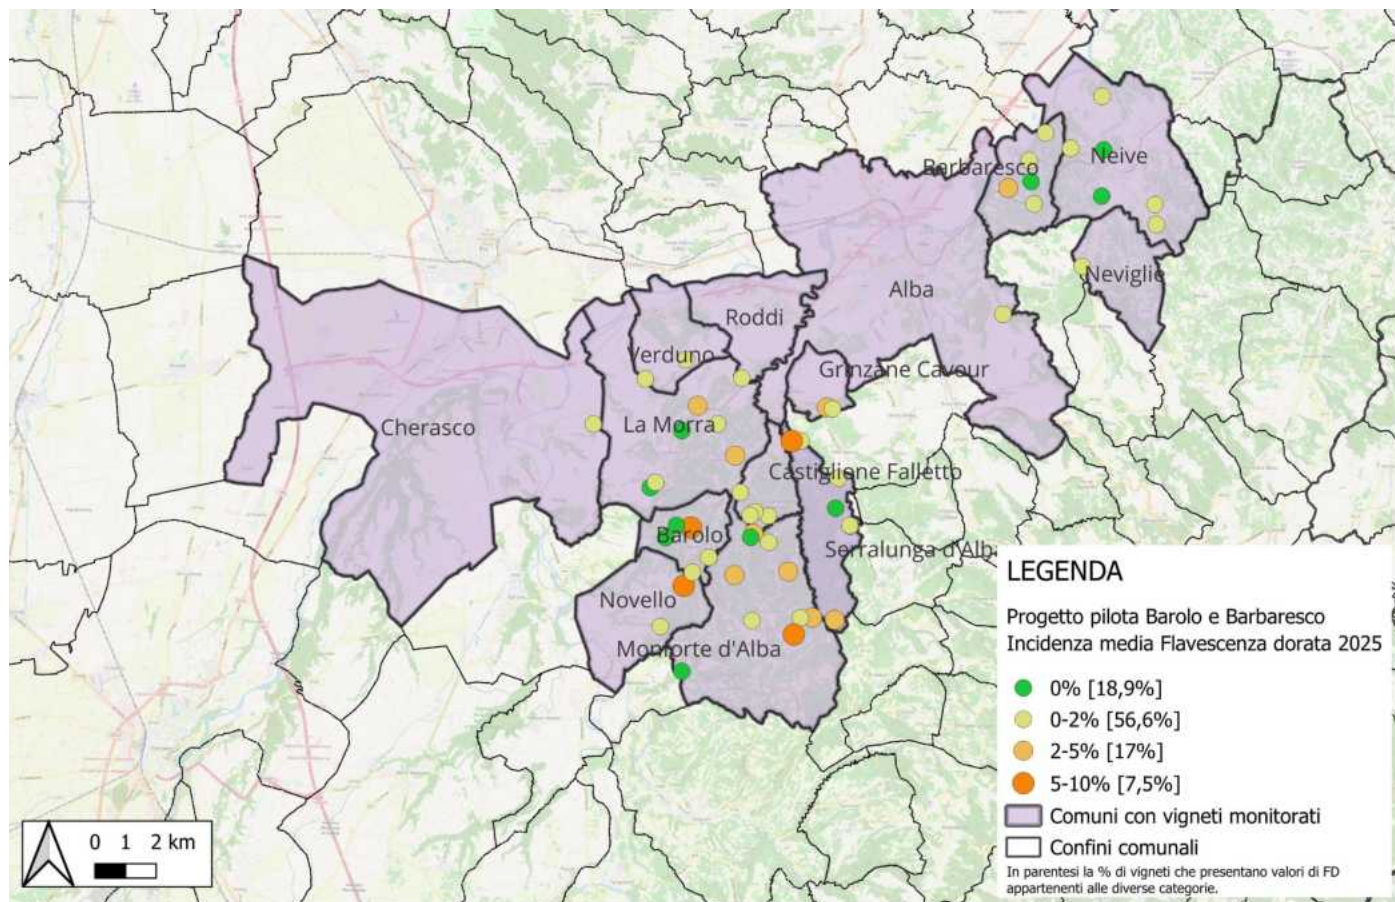 Barbaresco
Neive
Neviglie
Alba
Roddi
Verduno
Grinzane Cavour
La Morra
Cherasco
Castiglione Falletto
Barolo
Serralunga d'Alba
Novello
Monforte d'Alba
LEGENDA
Progetto pilota Barolo e Barbaresco
Incidenza media Flavescenza dorata 2025
0% [18,9%]
0-2% [56,6%]
2-5% [17%]
5-10% [7,5%]
Comuni con vigneti monitorati
Confini comunali
In parentesi la % di vigneti che presentano valori di FD
appartenenti alle diverse categorie.
0 1 2 km